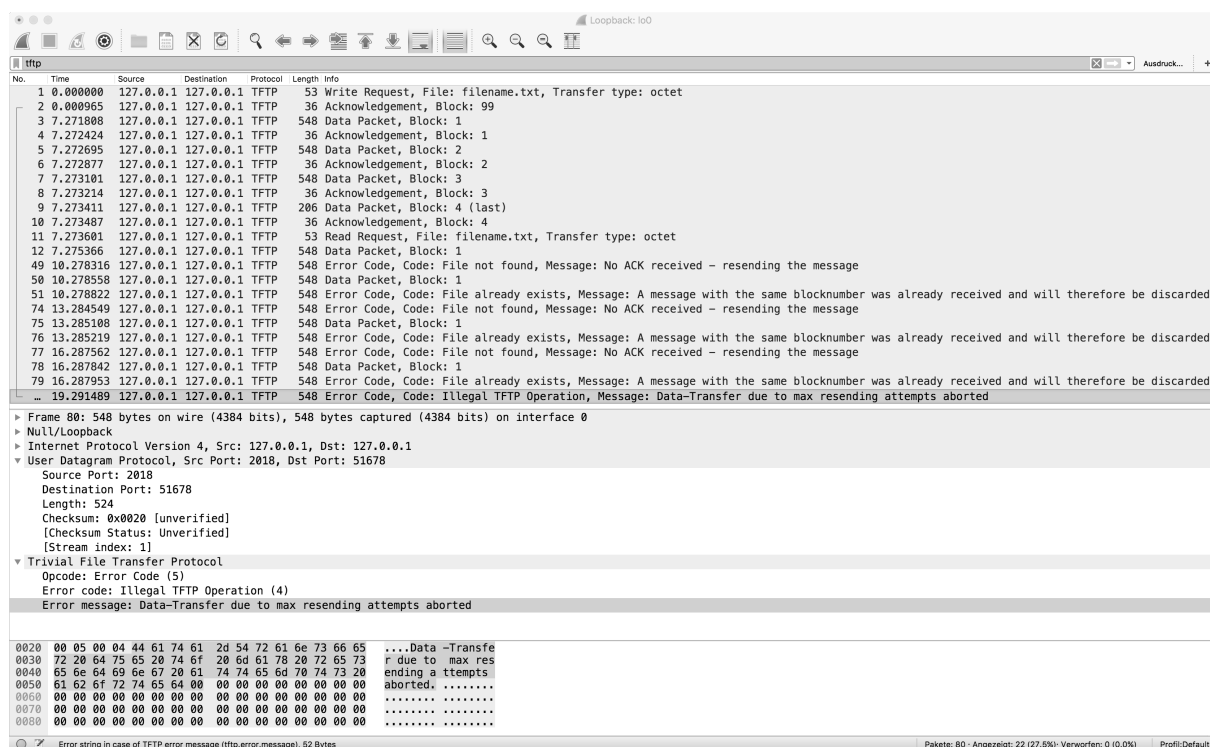 Loopback: lo0
tftp Ausdruck... +
No. Time Source Destination Protocol Length Info
1 0.000000 127.0.0.1 127.0.0.1 TFTP 53 Write Request, File: filename.txt, Transfer type: octet
2 0.000965 127.0.0.1 127.0.0.1 TFTP 36 Acknowledgement, Block: 99
3 7.271808 127.0.0.1 127.0.0.1 TFTP 548 Data Packet, Block: 1
4 7.272424 127.0.0.1 127.0.0.1 TFTP 36 Acknowledgement, Block: 1
5 7.272695 127.0.0.1 127.0.0.1 TFTP 548 Data Packet, Block: 2
6 7.272877 127.0.0.1 127.0.0.1 TFTP 36 Acknowledgement, Block: 2
7 7.273101 127.0.0.1 127.0.0.1 TFTP 548 Data Packet, Block: 3
8 7.273214 127.0.0.1 127.0.0.1 TFTP 36 Acknowledgement, Block: 3
9 7.273411 127.0.0.1 127.0.0.1 TFTP 206 Data Packet, Block: 4 (last)
10 7.273487 127.0.0.1 127.0.0.1 TFTP 36 Acknowledgement, Block: 4
11 7.273601 127.0.0.1 127.0.0.1 TFTP 53 Read Request, File: filename.txt, Transfer type: octet
12 7.275366 127.0.0.1 127.0.0.1 TFTP 548 Data Packet, Block: 1
49 10.278316 127.0.0.1 127.0.0.1 TFTP 548 Error Code, Code: File not found, Message: No ACK received – resending the message
50 10.278558 127.0.0.1 127.0.0.1 TFTP 548 Data Packet, Block: 1
51 10.278822 127.0.0.1 127.0.0.1 TFTP 548 Error Code, Code: File already exists, Message: A message with the same blocknumber was already received and will therefore be discarded
74 13.284549 127.0.0.1 127.0.0.1 TFTP 548 Error Code, Code: File not found, Message: No ACK received – resending the message
75 13.285108 127.0.0.1 127.0.0.1 TFTP 548 Data Packet, Block: 1
76 13.285219 127.0.0.1 127.0.0.1 TFTP 548 Error Code, Code: File already exists, Message: A message with the same blocknumber was already received and will therefore be discarded
77 16.287562 127.0.0.1 127.0.0.1 TFTP 548 Error Code, Code: File not found, Message: No ACK received – resending the message
78 16.287842 127.0.0.1 127.0.0.1 TFTP 548 Data Packet, Block: 1
79 16.287953 127.0.0.1 127.0.0.1 TFTP 548 Error Code, Code: File already exists, Message: A message with the same blocknumber was already received and will therefore be discarded
… 19.291489 127.0.0.1 127.0.0.1 TFTP 548 Error Code, Code: Illegal TFTP Operation, Message: Data-Transfer due to max resending attempts aborted
Frame 80: 548 bytes on wire (4384 bits), 548 bytes captured (4384 bits) on interface 0
Null/Loopback
Internet Protocol Version 4, Src: 127.0.0.1, Dst: 127.0.0.1
User Datagram Protocol, Src Port: 2018, Dst Port: 51678
Source Port: 2018
Destination Port: 51678
Length: 524
Checksum: 0x0020 [unverified]
[Checksum Status: Unverified]
[Stream index: 1]
Trivial File Transfer Protocol
Opcode: Error Code (5)
Error code: Illegal TFTP Operation (4)
Error message: Data-Transfer due to max resending attempts aborted
0020 00 05 00 04 44 61 74 61 2d 54 72 61 6e 73 66 65 ....Data -Transfe
0030 72 20 64 75 65 20 74 6f 20 6d 61 78 20 72 65 73 r due to max res
0040 65 6e 64 69 6e 67 20 61 74 74 65 6d 70 74 73 20 ending a ttempts
0050 61 62 6f 72 74 65 64 00 00 00 00 00 00 00 00 00 aborted. ........
0060 00 00 00 00 00 00 00 00 00 00 00 00 00 00 00 00 ........ ........
0070 00 00 00 00 00 00 00 00 00 00 00 00 00 00 00 00 ........ ........
0080 00 00 00 00 00 00 00 00 00 00 00 00 00 00 00 00 ........ ........
Error string in case of TFTP error message (tftp.error.message), 52 Bytes Pakete: 80 · Angezeigt: 22 (27.5%)· Verworfen: 0 (0.0%) Profil:Default